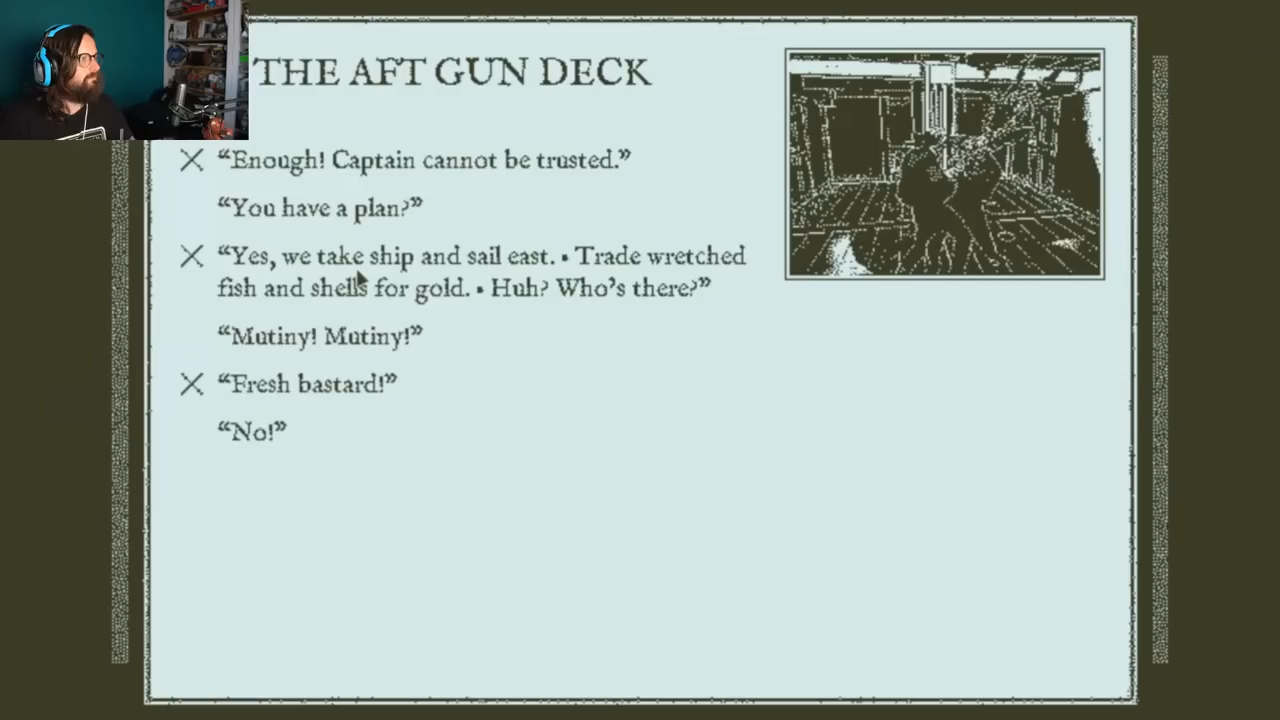 THE AFT GUN DECK
“Enough! Captain cannot be trusted.”
“You have a plan?”
“Yes, we take ship and sail east. • Trade wretched
fish and shells for gold. • Huh? Who’s there?”
“Mutiny! Mutiny!”
“Fresh bastard!”
“No!”